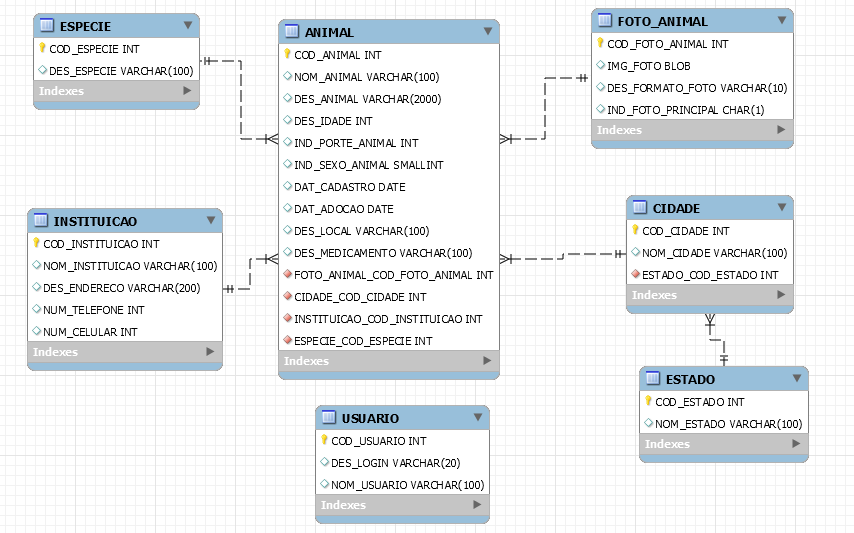 ESPECIE
COD_ESPECIE INT
DES_ESPECIE VARCHAR(100)
Indexes
ANIMAL
COD_ANIMAL INT
NOM_ANIMAL VARCHAR(100)
DES_ANIMAL VARCHAR(2000)
DES_IDADE INT
IND_PORTE_ANIMAL INT
IND_SEXO_ANIMAL SMALLINT
DAT_CADASTRO DATE
DAT_ADOCAO DATE
DES_LOCAL VARCHAR(100)
DES_MEDICAMENTO VARCHAR(100)
FOTO_ANIMAL_COD_FOTO_ANIMAL INT
CIDADE_COD_CIDADE INT
INSTITUICAO_COD_INSTITUICAO INT
ESPECIE_COD_ESPECIE INT
Indexes
FOTO_ANIMAL
COD_FOTO_ANIMAL INT
IMG_FOTO BLOB
DES_FORMATO_FOTO VARCHAR(10)
IND_FOTO_PRINCIPAL CHAR(1)
Indexes
INSTITUICAO
COD_INSTITUICAO INT
NOM_INSTITUICAO VARCHAR(100)
DES_ENDERECO VARCHAR(200)
NUM_TELEFONE INT
NUM_CELULAR INT
Indexes
CIDADE
COD_CIDADE INT
NOM_CIDADE VARCHAR(100)
ESTADO_COD_ESTADO INT
Indexes
ESTADO
COD_ESTADO INT
NOM_ESTADO VARCHAR(100)
Indexes
USUARIO
COD_USUARIO INT
DES_LOGIN VARCHAR(20)
NOM_USUARIO VARCHAR(100)
Indexes